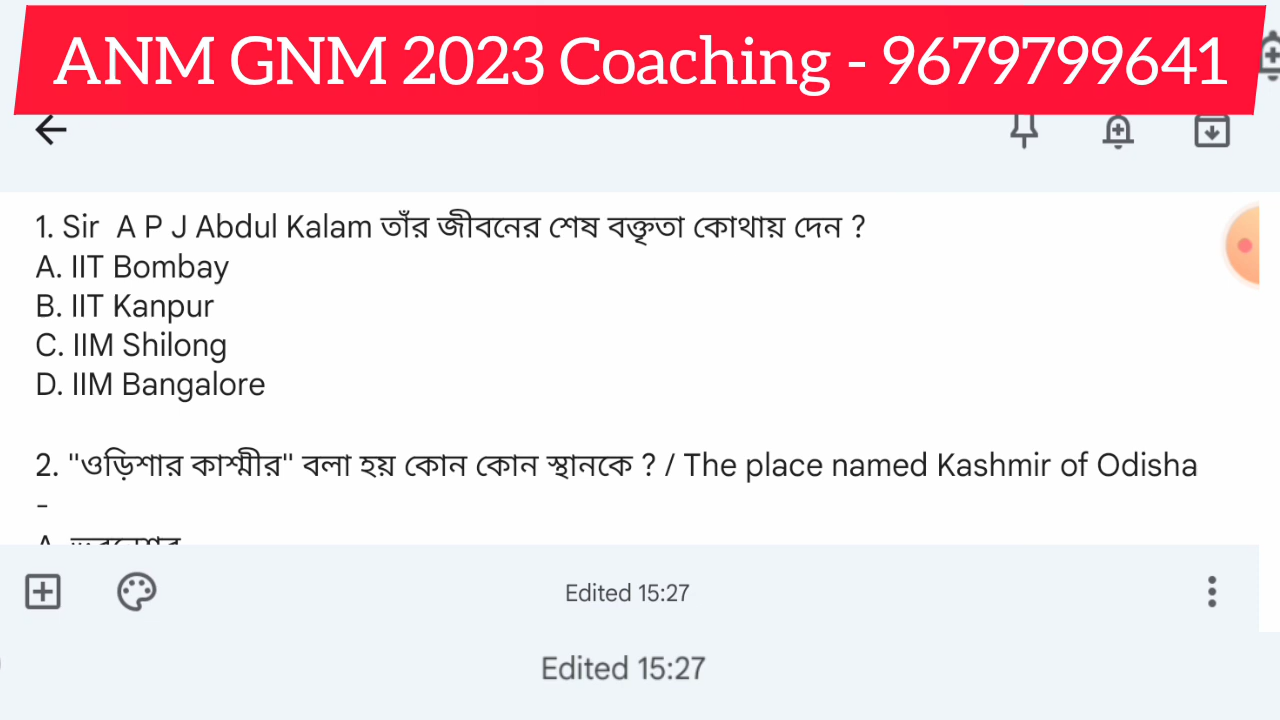 ANM GNM 2023 Coaching - 9679799641
1. Sir A P J Abdul Kalam তাঁর জীবনের শেষ বক্তৃতা কোথায় দেন ?
A. IIT Bombay
B. IIT Kanpur
C. IIM Shilong
D. IIM Bangalore
2. "ওড়িশার কাশ্মীর" বলা হয় কোন কোন স্থানকে ? / The place named Kashmir of Odisha
-
Edited 15:27
Edited 15:27